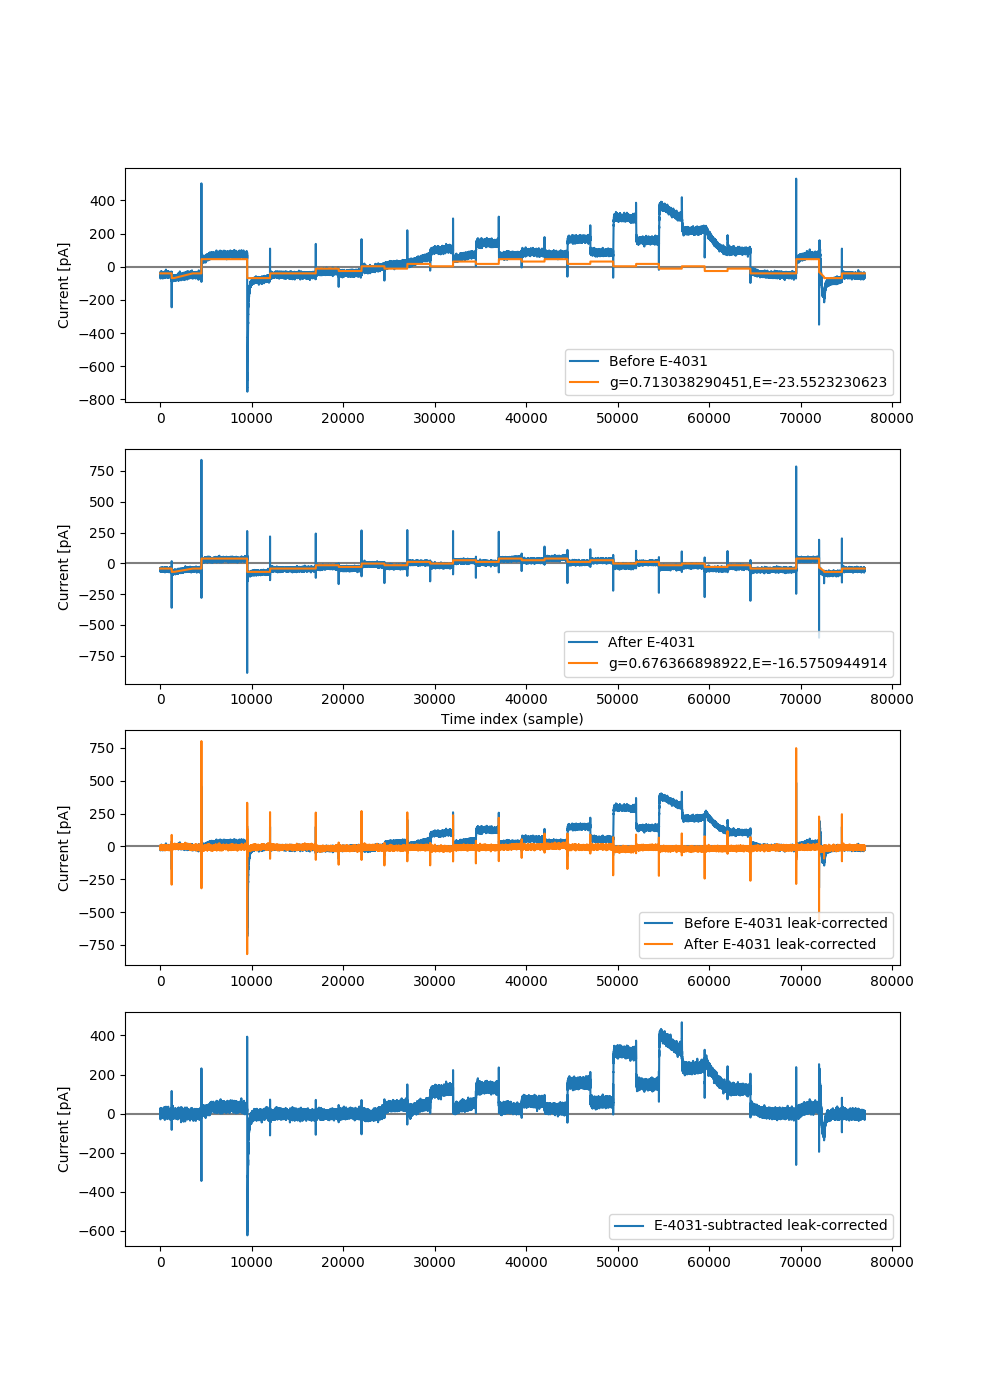 400
200
0
−200
−400
−600
−800
Current [pA]
Before E-4031
g=0.713038290451,E=-23.5523230623
0 10000 20000 30000 40000 50000 60000 70000 80000
750
500
250
0
−250
−500
−750
Current [pA]
After E-4031
g=0.676366898922,E=-16.5750944914
0 10000 20000 30000 40000 50000 60000 70000 80000
Time index (sample)
750
500
250
0
−250
−500
−750
Current [pA]
Before E-4031 leak-corrected
After E-4031 leak-corrected
0 10000 20000 30000 40000 50000 60000 70000 80000
400
200
0
−200
−400
−600
Current [pA]
E-4031-subtracted leak-corrected
0 10000 20000 30000 40000 50000 60000 70000 80000